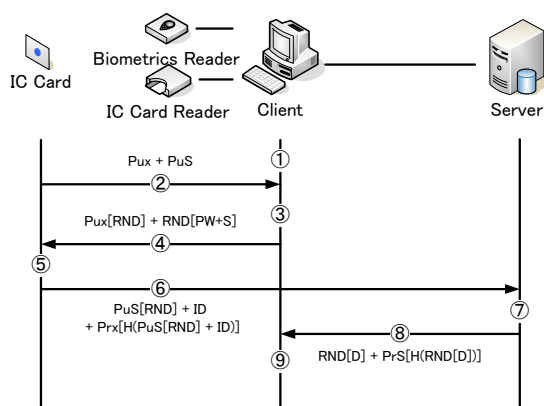 Biometrics Reader
IC Card
IC Card Reader
Client
Server
①
Pux + PuS
②
③
Pux[RND] + RND[PW+S]
④
⑤
⑥
PuS[RND] + ID
+ Prx[H(PuS[RND] + ID)]
⑦
⑧
RND[D] + PrS[H(RND[D])]
⑨